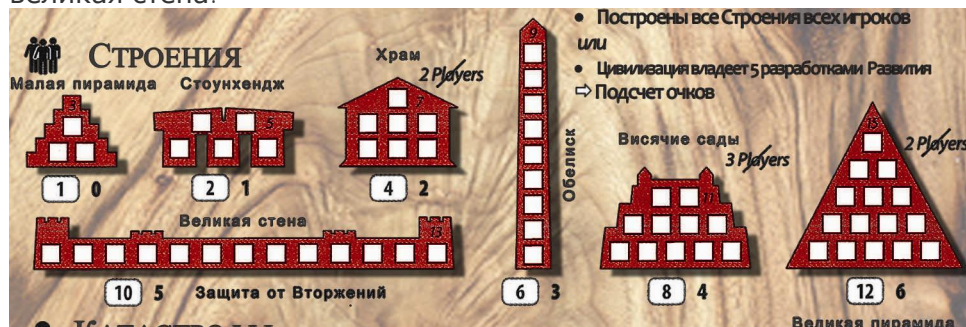 великая стена.
СТРОЕНИЯ
Малая пирамида
3
1 0
Стоунхендж
5
2 1
Храм
2 Players
7
4 2
Великая стена
13
10 5 Защита от Вторжений
9
Обелиск
6 3
• Построены все Строения всех игроков
или
• Цивилизация владеет 5 разработками Развития
⇨ Подсчет очков
Висячие сады
3 Players
11
8 4
15
2 Players
12 6
Великая пирамида